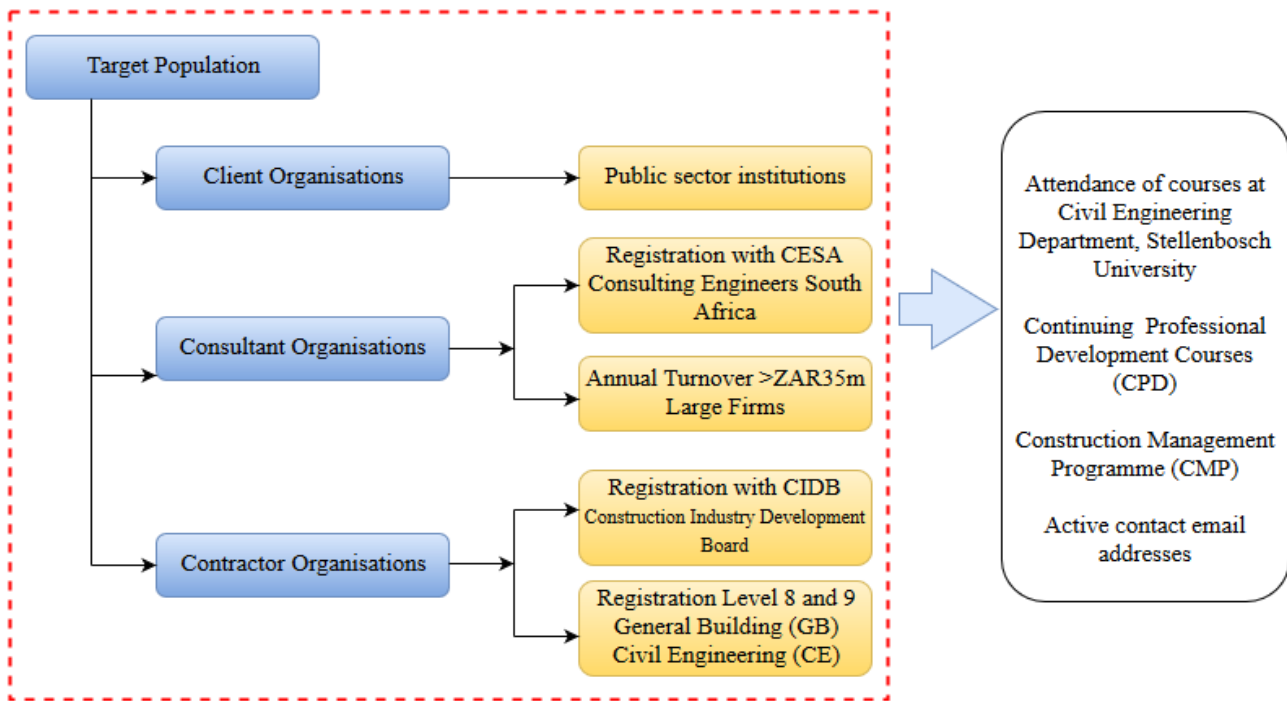 Target Population
Client Organisations
Public sector institutions
Consultant Organisations
Registration with CESA
Consulting Engineers South
Africa
Annual Turnover >ZAR35m
Large Firms
Contractor Organisations
Registration with CIDB
Construction Industry Development
Board
Registration Level 8 and 9
General Building (GB)
Civil Engineering (CE)
Attendance of courses at
Civil Engineering
Department, Stellenbosch
University
Continuing Professional
Development Courses
(CPD)
Construction Management
Programme (CMP)
Active contact email
addresses